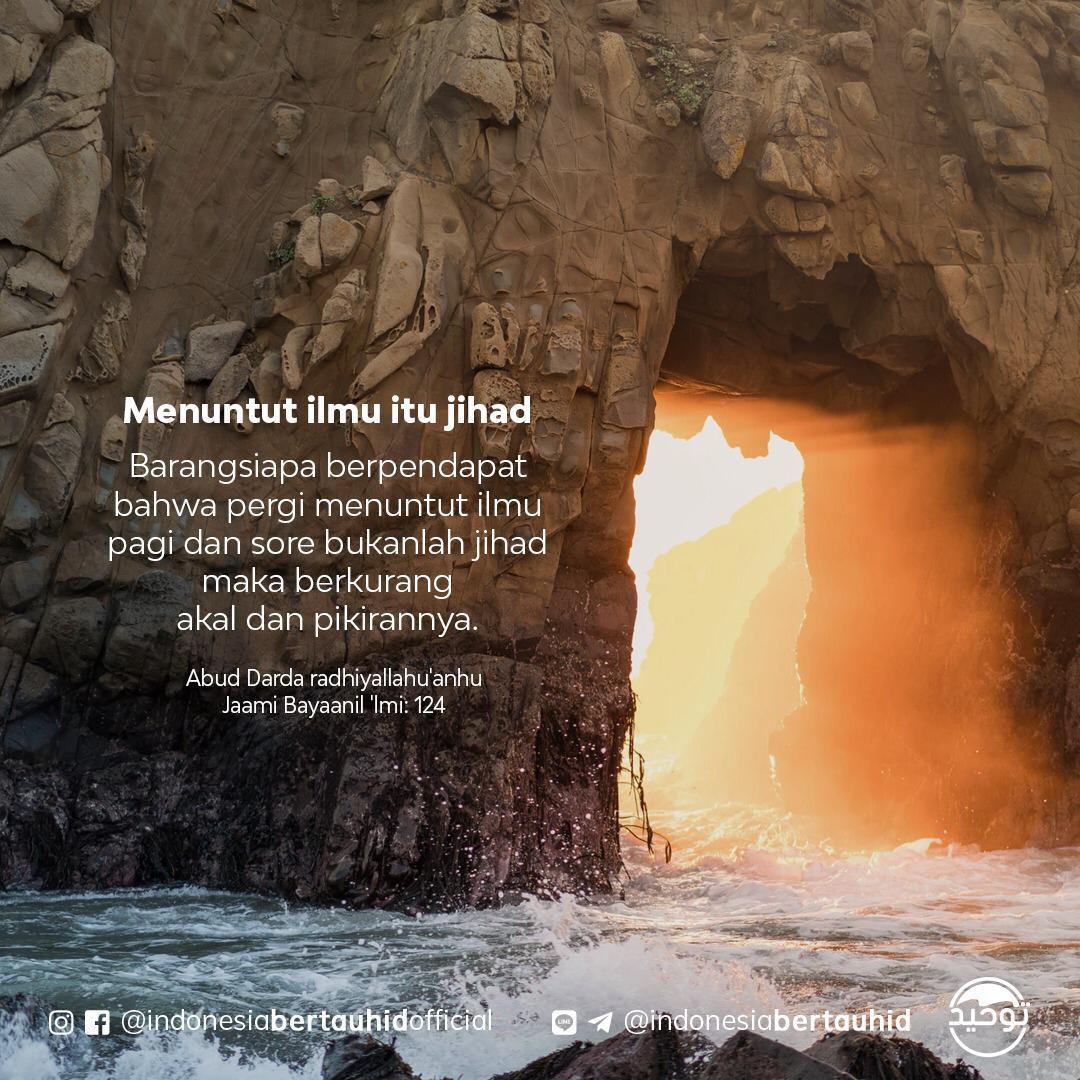 Menuntut ilmu itu jihad
Barangsiapa berpendapat
bahwa pergi menuntut ilmu
pagi dan sore bukanlah jihad
maka berkurang
akal dan pikirannya.
Abud Darda radhiyallahu'anhu
Jaami Bayaanil 'Ilmi: 124
@indonesiabertauhidofficial
LINE @indonesiabertauhid
توحيد